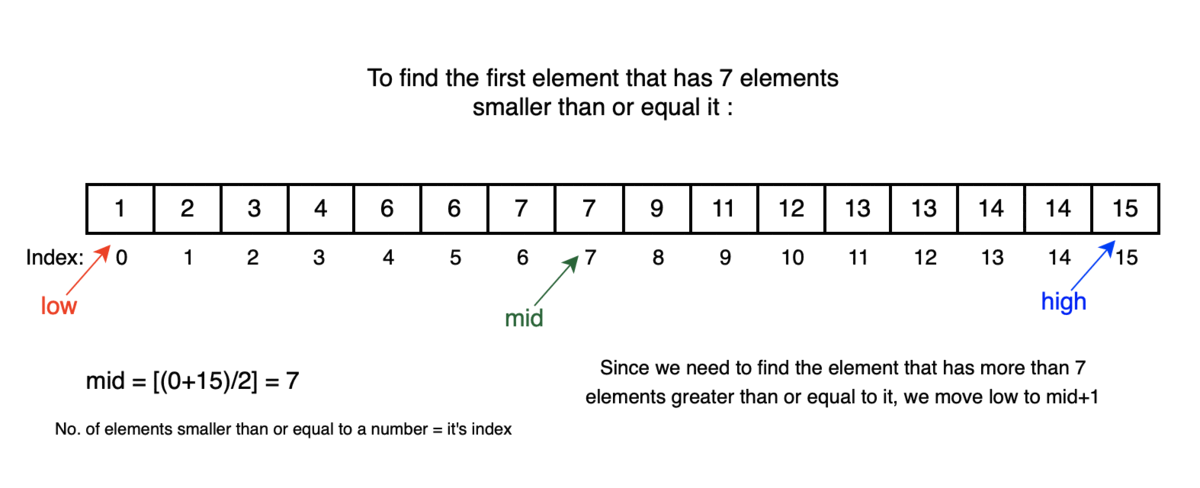 To find the first element that has 7 elements
smaller than or equal it :
1 2 3 4 6 6 7 7 9 11 12 13 13 14 14 15
Index: 0 1 2 3 4 5 6 7 8 9 10 11 12 13 14 15
low
mid
high
mid = [(0+15)/2] = 7
No. of elements smaller than or equal to a number = it's index
Since we need to find the element that has more than 7
elements greater than or equal to it, we move low to mid+1